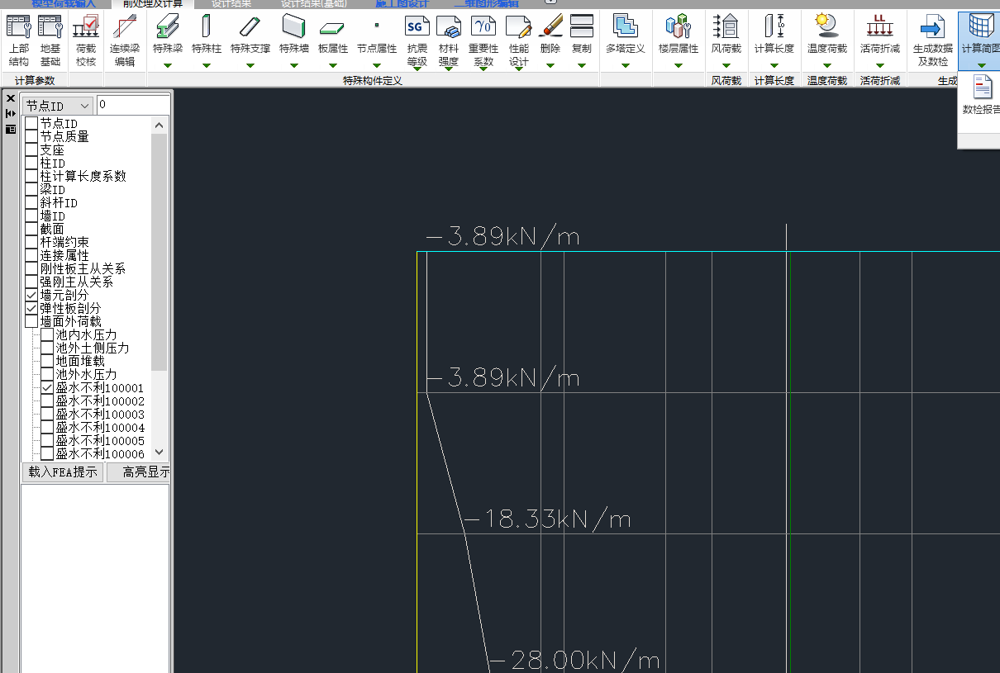 模型荷载输入 前处理及计算 设计结果 设计结果(基础) 施工图设计 二维图形编辑
上部结构 地基基础 荷载校核 连续梁编辑 特殊梁 特殊柱 特殊支撑 特殊墙 板属性 节点属性 抗震等级 材料强度 重要性系数 性能设计 删除 复制 多塔定义 楼层属性 风荷载 计算长度 温度荷载 活荷折减 生成数据及数检 计算简图
SG γ0
计算参数 特殊构件定义 风荷载 计算长度 温度荷载 活荷折减 生成
数检报告
节点ID 0
节点ID
节点质量
支座
柱ID
柱计算长度系数
梁ID
斜杆ID
墙ID
截面
杆端约束
连接属性
刚性板主从关系
强刚主从关系
墙元剖分
弹性板剖分
墙面外荷载
池内水压力
池外土侧压力
地面堆载
池外水压力
盛水不利100001
盛水不利100002
盛水不利100003
盛水不利100004
盛水不利100005
盛水不利100006
载入FEA提示 高亮显示
-3.89kN/m
-3.89kN/m
-18.33kN/m
-28.00kN/m